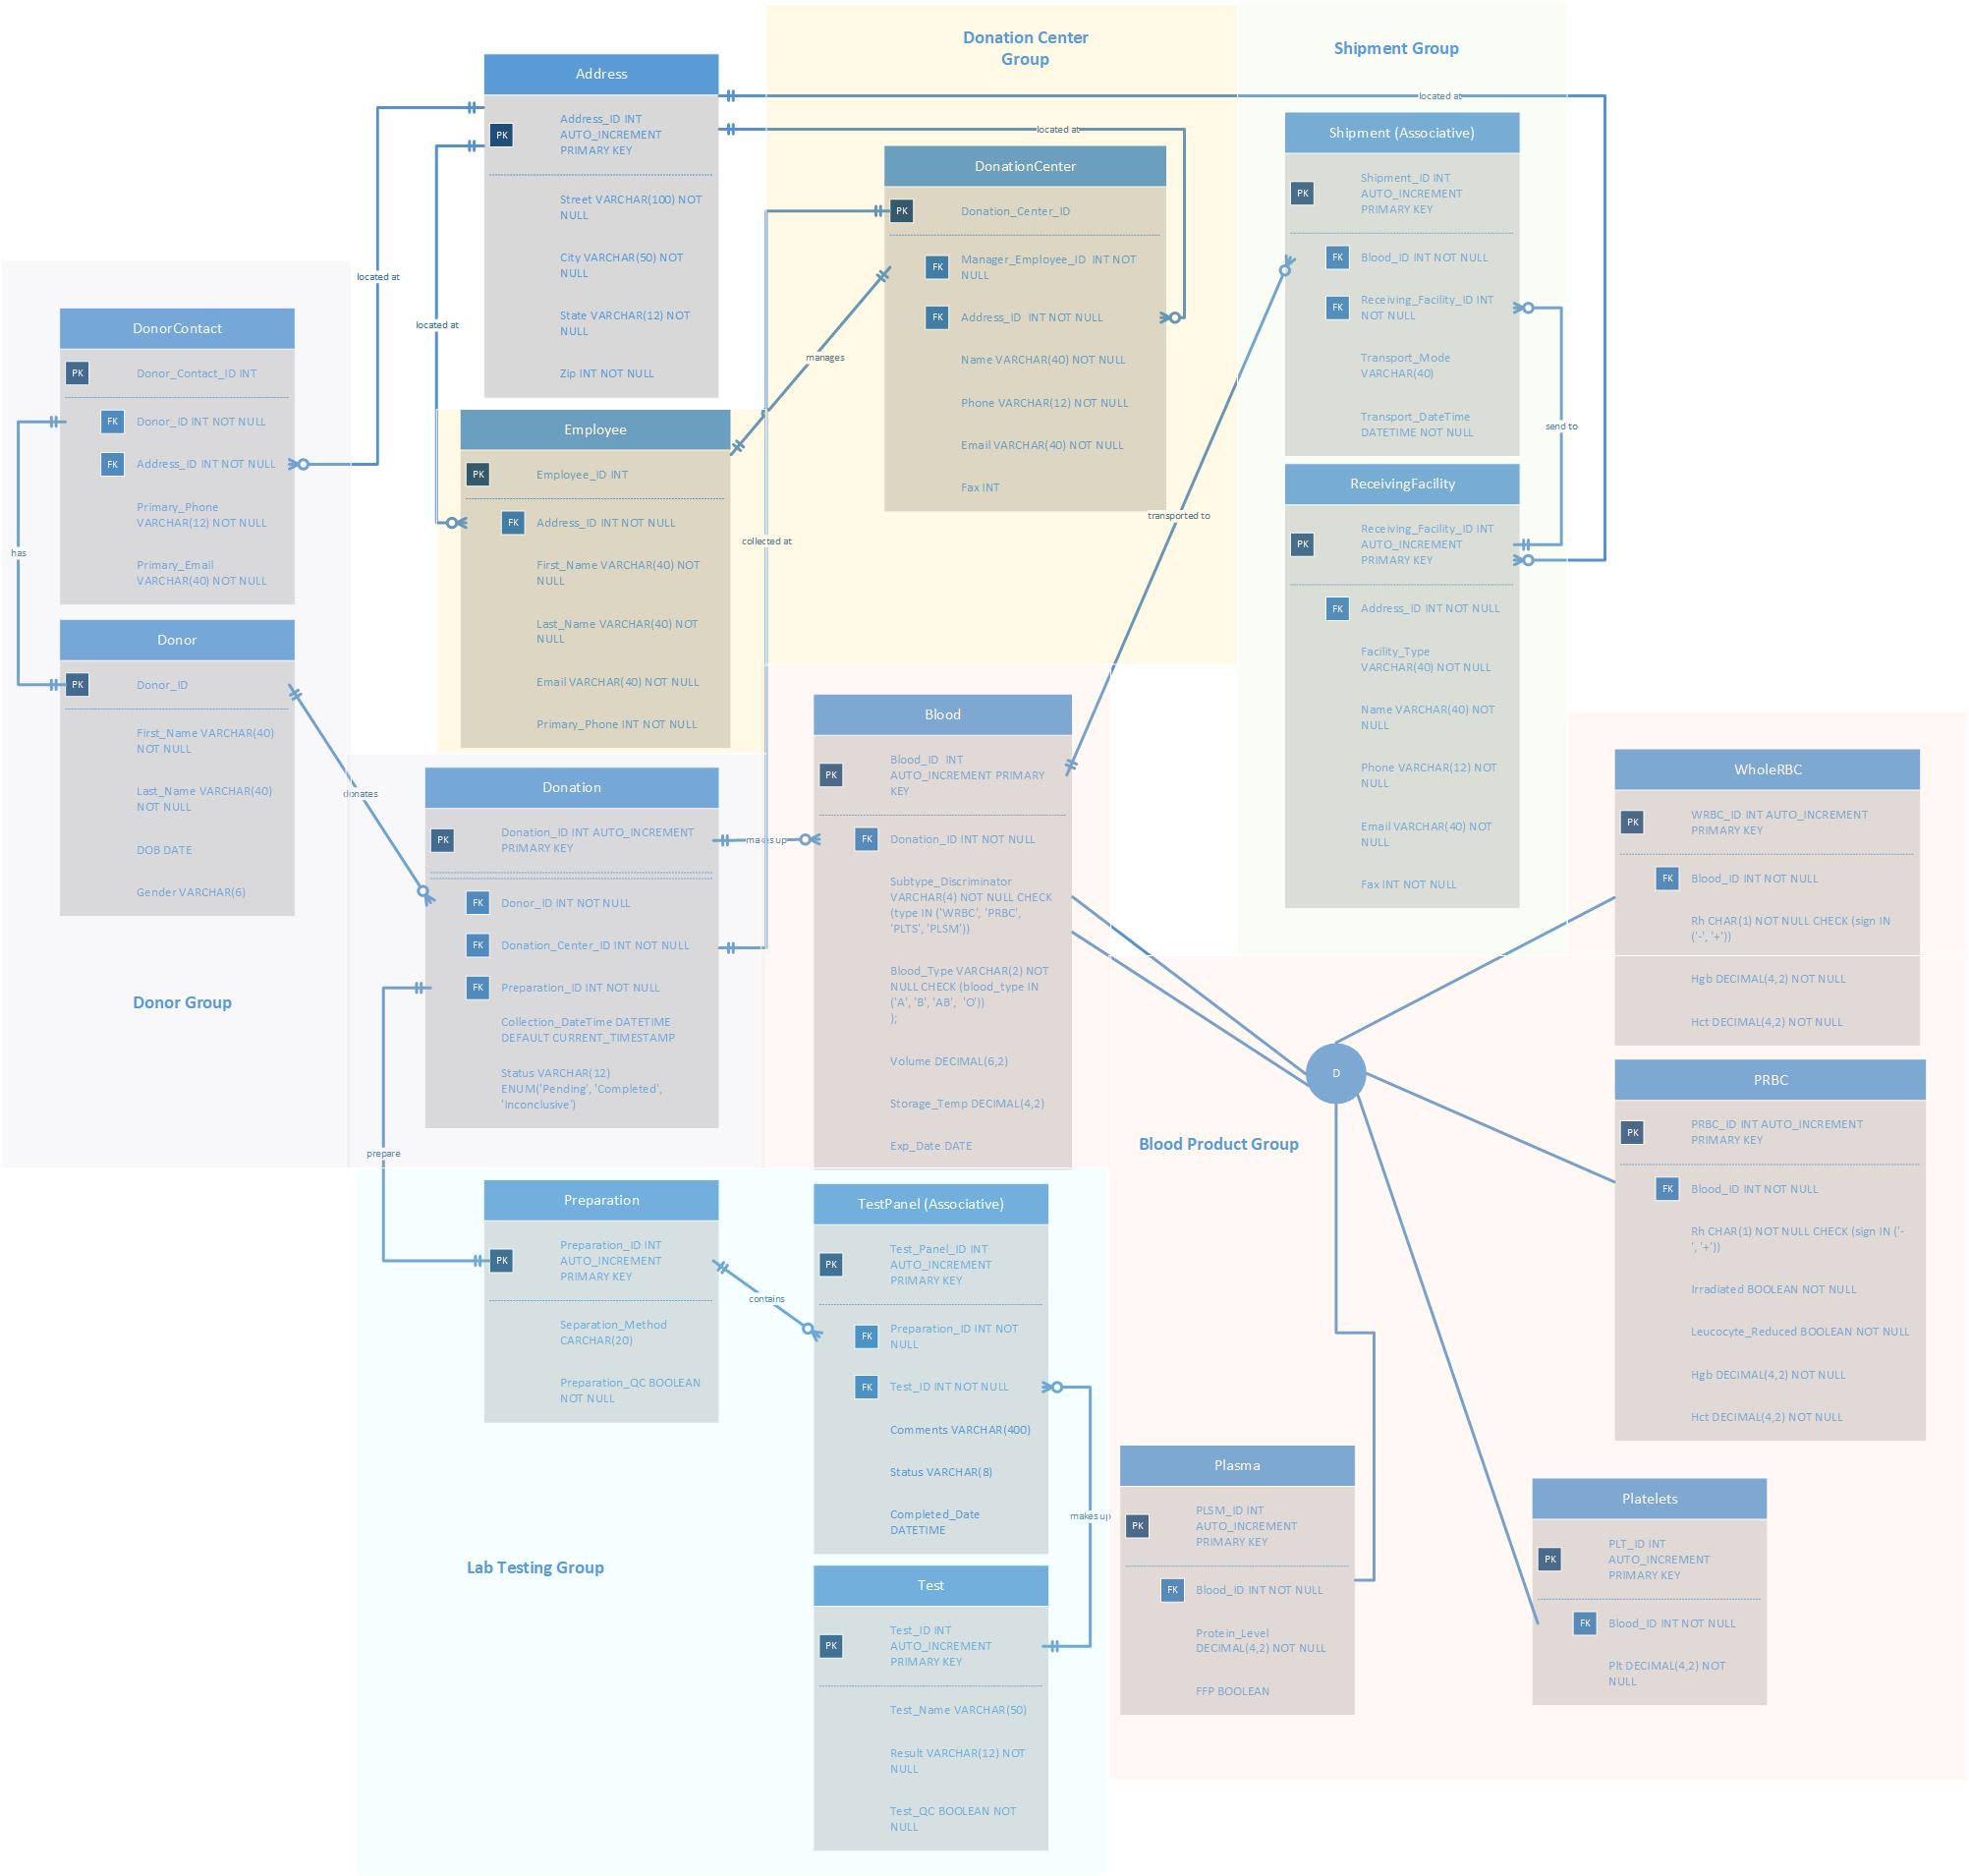 Donation Center
Group
Shipment Group
Address
PK
Address_ID INT
AUTO_INCREMENT
PRIMARY KEY
Street VARCHAR(100) NOT
NULL
City VARCHAR(50) NOT
NULL
State VARCHAR(12) NOT
NULL
Zip INT NOT NULL
located at
located at
located at
located at
DonationCenter
PK
Donation_Center_ID
FK
Manager_Employee_ID  INT NOT
NULL
FK
Address_ID  INT NOT NULL
Name VARCHAR(40) NOT NULL
Phone VARCHAR(12) NOT NULL
Email VARCHAR(40) NOT NULL
Fax INT
manages
Shipment (Associative)
PK
Shipment_ID INT
AUTO_INCREMENT
PRIMARY KEY
FK
Blood_ID INT NOT NULL
FK
Receiving_Facility_ID INT
NOT NULL
Transport_Mode
VARCHAR(40)
Transport_DateTime
DATETIME NOT NULL
send to
ReceivingFacility
PK
Receiving_Facility_ID INT
AUTO_INCREMENT
PRIMARY KEY
FK
Address_ID INT NOT NULL
Facility_Type
VARCHAR(40) NOT NULL
Name VARCHAR(40) NOT
NULL
Phone VARCHAR(12) NOT
NULL
Email VARCHAR(40) NOT
NULL
Fax INT NOT NULL
transported to
DonorContact
PK
Donor_Contact_ID INT
FK
Donor_ID INT NOT NULL
FK
Address_ID INT NOT NULL
Primary_Phone
VARCHAR(12) NOT NULL
Primary_Email
VARCHAR(40) NOT NULL
has
Donor
PK
Donor_ID
First_Name VARCHAR(40)
NOT NULL
Last_Name VARCHAR(40)
NOT NULL
DOB DATE
Gender VARCHAR(6)
donates
Donor Group
Employee
PK
Employee_ID INT
FK
Address_ID INT NOT NULL
First_Name VARCHAR(40) NOT
NULL
Last_Name VARCHAR(40) NOT
NULL
Email VARCHAR(40) NOT NULL
Primary_Phone INT NOT NULL
collected at
Donation
PK
Donation_ID INT AUTO_INCREMENT
PRIMARY KEY
FK
Donor_ID INT NOT NULL
FK
Donation_Center_ID INT NOT NULL
FK
Preparation_ID INT NOT NULL
Collection_DateTime DATETIME
DEFAULT CURRENT_TIMESTAMP
Status VARCHAR(12)
ENUM('Pending', 'Completed',
'Inconclusive')
makes up
prepare
Blood
PK
Blood_ID  INT
AUTO_INCREMENT PRIMARY
KEY
FK
Donation_ID INT NOT NULL
Subtype_Discriminator
VARCHAR(4) NOT NULL CHECK
(type IN ('WRBC', 'PRBC',
'PLTS', 'PLSM'))
Blood_Type VARCHAR(2) NOT
NULL CHECK (blood_type IN
('A', 'B', 'AB',  'O'))
);
Volume DECIMAL(6,2)
Storage_Temp DECIMAL(4,2)
Exp_Date DATE
D
Blood Product Group
WholeRBC
PK
WRBC_ID INT AUTO_INCREMENT
PRIMARY KEY
FK
Blood_ID INT NOT NULL
Rh CHAR(1) NOT NULL CHECK (sign IN
('-', '+'))
Hgb DECIMAL(4,2) NOT NULL
Hct DECIMAL(4,2) NOT NULL
PRBC
PK
PRBC_ID INT AUTO_INCREMENT
PRIMARY KEY
FK
Blood_ID INT NOT NULL
Rh CHAR(1) NOT NULL CHECK (sign IN ('-
', '+'))
Irradiated BOOLEAN NOT NULL
Leucocyte_Reduced BOOLEAN NOT NULL
Hgb DECIMAL(4,2) NOT NULL
Hct DECIMAL(4,2) NOT NULL
Preparation
PK
Preparation_ID INT
AUTO_INCREMENT
PRIMARY KEY
Separation_Method
CARCHAR(20)
Preparation_QC BOOLEAN
NOT NULL
contains
TestPanel (Associative)
PK
Test_Panel_ID INT
AUTO_INCREMENT
PRIMARY KEY
FK
Preparation_ID INT NOT
NULL
FK
Test_ID INT NOT NULL
Comments VARCHAR(400)
Status VARCHAR(8)
Completed_Date
DATETIME
makes up
Lab Testing Group
Test
PK
Test_ID INT
AUTO_INCREMENT
PRIMARY KEY
Test_Name VARCHAR(50)
Result VARCHAR(12) NOT
NULL
Test_QC BOOLEAN NOT
NULL
Plasma
PK
PLSM_ID INT
AUTO_INCREMENT
PRIMARY KEY
FK
Blood_ID INT NOT NULL
Protein_Level
DECIMAL(4,2) NOT NULL
FFP BOOLEAN
Platelets
PK
PLT_ID INT
AUTO_INCREMENT
PRIMARY KEY
FK
Blood_ID INT NOT NULL
Plt DECIMAL(4,2) NOT
NULL